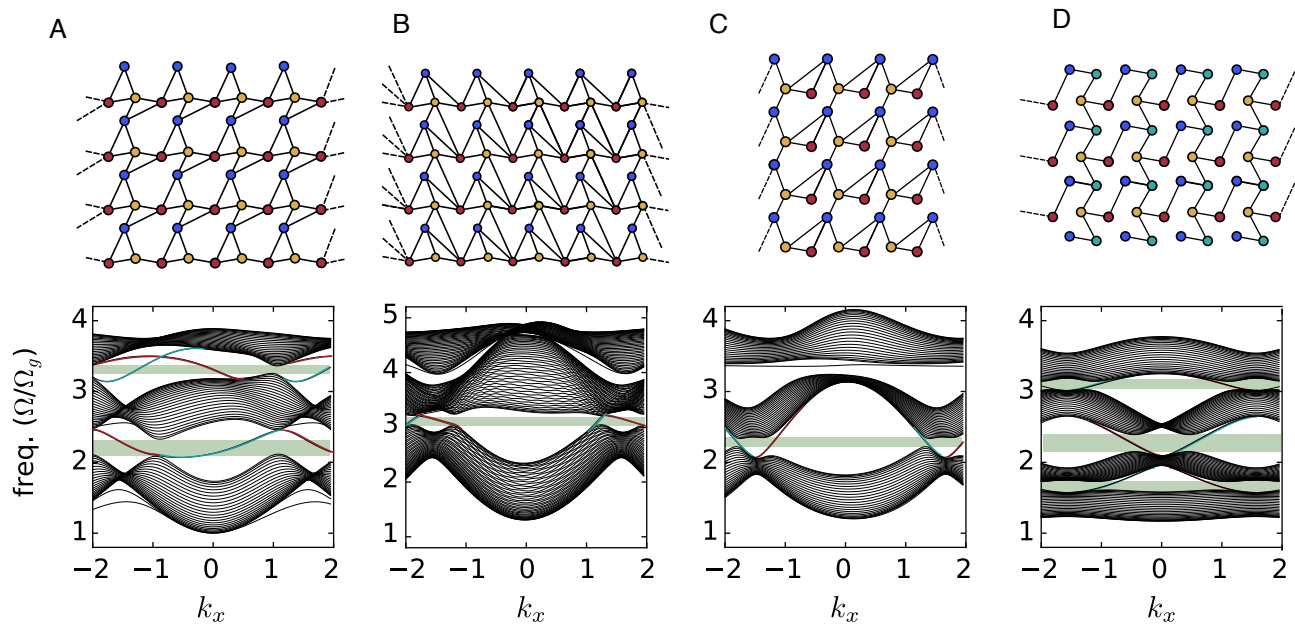 A B C D
4 5 4 4
4
3 3 3 3
2 2 2 2
1 1 1 1
freq. (Ω/Ω_g)
−2 −1 0 1 2 −2 −1 0 1 2 −2 −1 0 1 2 −2 −1 0 1 2
k_x k_x k_x k_x